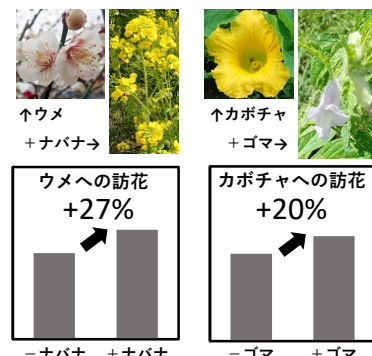 ↑ウメ
+ナバナ→
↑カボチャ
+ゴマ→
ウメへの訪花
+27%
−ナバナ +ナバナ
カボチャへの訪花
+20%
−ゴマ +ゴマ